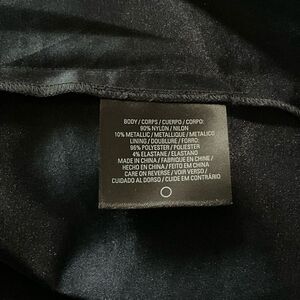 BODY / CORPS / CUERPO / CORPO:
90% NYLON / NILON
10% METALLIC / METALLIQUE / METALICO
LINING / DOUBLURE / FORRO:
96% POLYESTER / POLIESTER
4% ELASTANE / ELASTANO
MADE IN CHINA / FABRIQUE EN CHINE /
HECHO EN CHINA / FEITO EM CHINA
CARE ON REVERSE / VOIR VERSO /
CUIDADO AL DORSO / CUIDE EM CONTRÁRIO